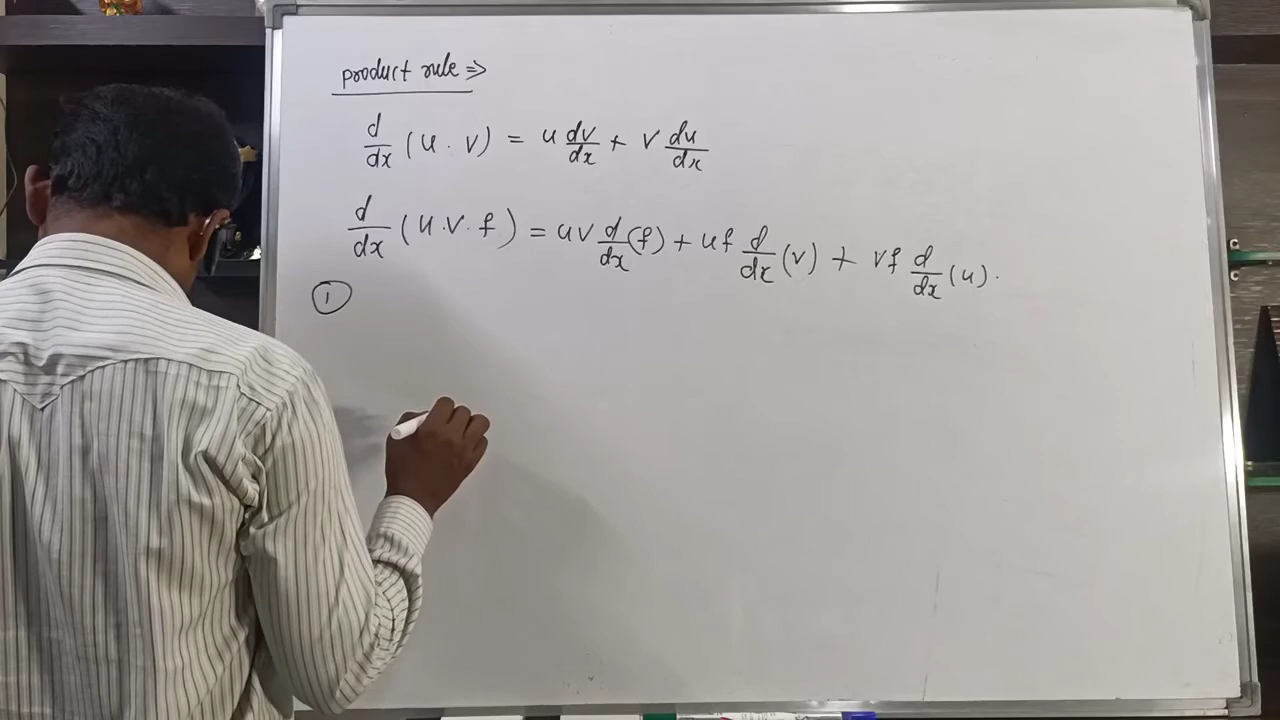 product rule ⇒
d/dx (u . v) = u dv/dx + v du/dx
d/dx (u.v.f) = uv d/dx (f) + uf d/dx (v) + vf d/dx (u).
①